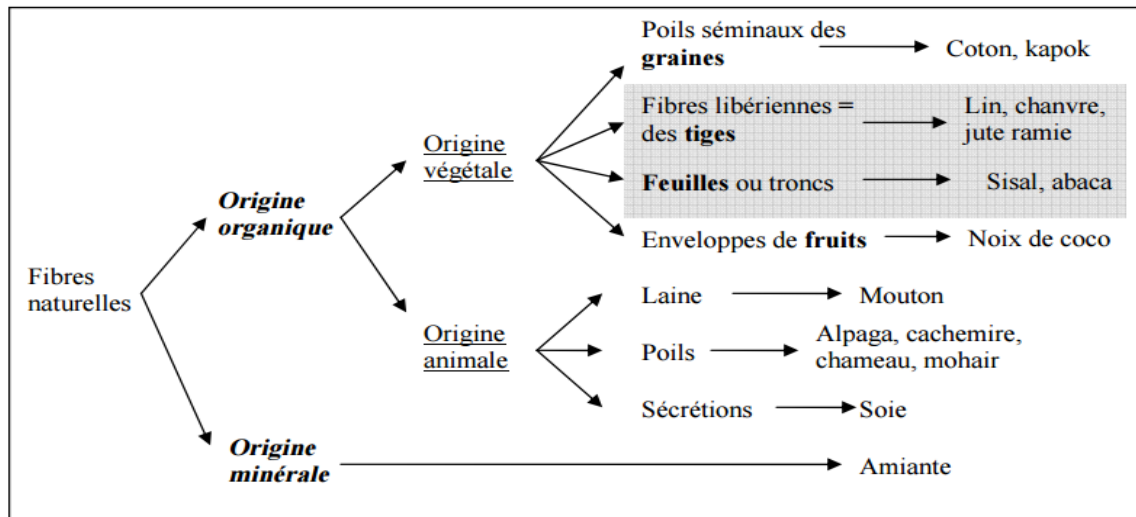 Poils séminaux des
graines
Coton, kapok
Fibres libériennes =
des tiges
Lin, chanvre,
jute ramie
Origine
végétale
Feuilles ou troncs
Sisal, abaca
Origine
organique
Enveloppes de fruits
Noix de coco
Fibres
naturelles
Laine
Mouton
Origine
animale
Poils
Alpaga, cachemire,
chameau, mohair
Sécrétions
Soie
Origine
minérale
Amiante